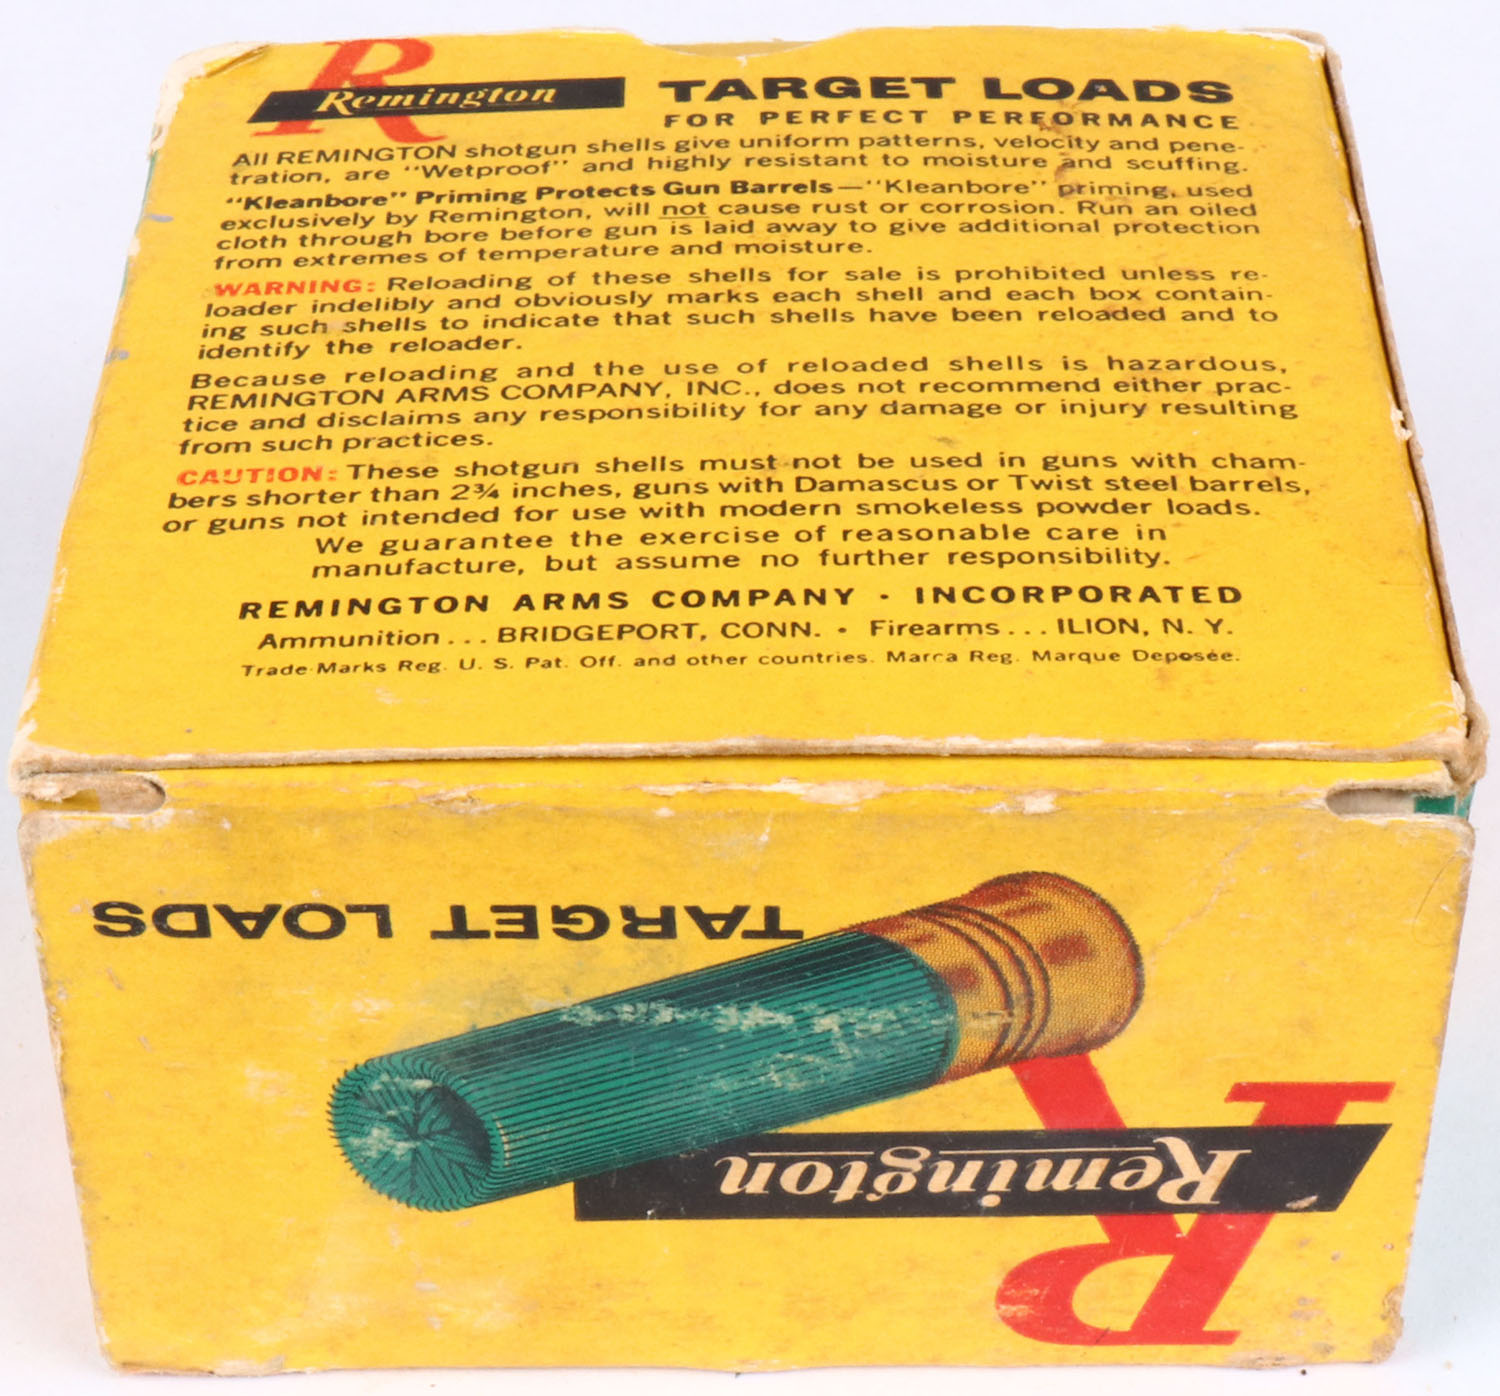 R
Remington
TARGET LOADS
FOR PERFECT PERFORMANCE
All REMINGTON shotgun shells give uniform patterns, velocity and pene-
tration, are "Wetproof" and highly resistant to moisture and scuffing.
"Kleanbore" Priming Protects Gun Barrels—"Kleanbore" priming, used
exclusively by Remington, will not cause rust or corrosion. Run an oiled
cloth through bore before gun is laid away to give additional protection
from extremes of temperature and moisture.
WARNING: Reloading of these shells for sale is prohibited unless re-
loader indelibly and obviously marks each shell and each box contain-
ing such shells to indicate that such shells have been reloaded and to
identify the reloader.
Because reloading and the use of reloaded shells is hazardous,
REMINGTON ARMS COMPANY, INC., does not recommend either prac-
tice and disclaims any responsibility for any damage or injury resulting
from such practices.
CAUTION: These shotgun shells must not be used in guns with cham-
bers shorter than 2¾ inches, guns with Damascus or Twist steel barrels,
or guns not intended for use with modern smokeless powder loads.
We guarantee the exercise of reasonable care in
manufacture, but assume no further responsibility.
REMINGTON ARMS COMPANY · INCORPORATED
Ammunition... BRIDGEPORT, CONN. • Firearms... ILION, N. Y.
Trade-Marks Reg. U. S. Pat. Off. and other countries. Marca Reg. Marque Deposée.
TARGET LOADS
R
Remington